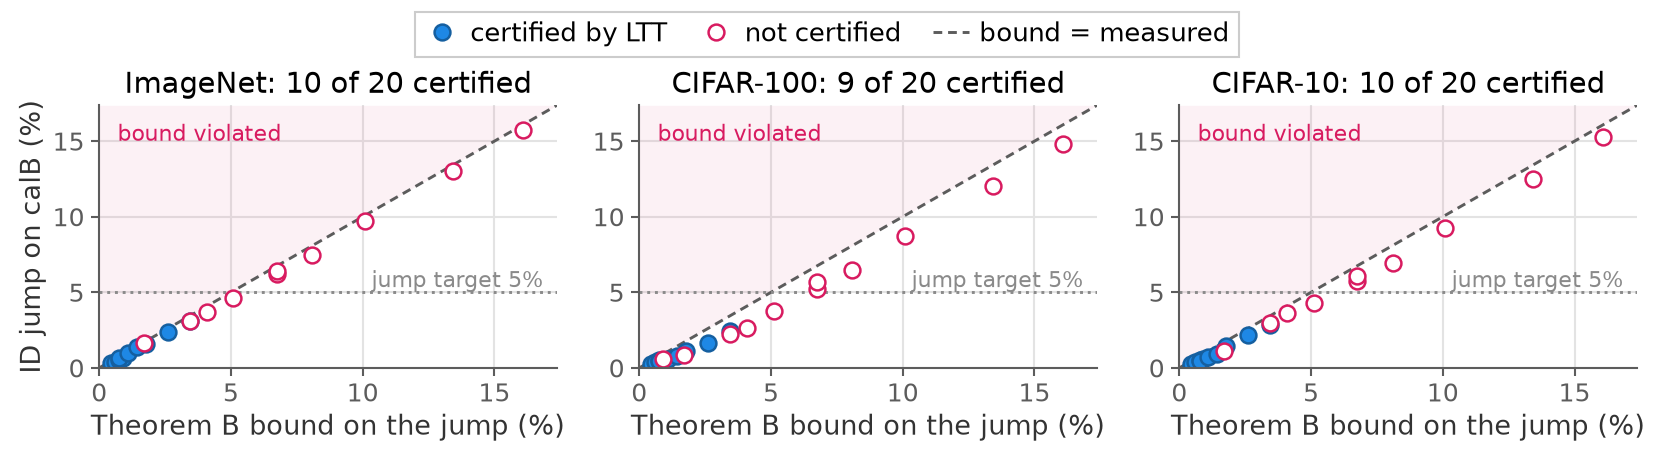 certified by LTT   not certified   bound = measured
ImageNet: 10 of 20 certified   CIFAR-100: 9 of 20 certified   CIFAR-10: 10 of 20 certified
ID jump on calB (%)
15
10
5
0
bound violated
jump target 5%
0   5   10   15
Theorem B bound on the jump (%)
15
10
5
0
bound violated
jump target 5%
0   5   10   15
Theorem B bound on the jump (%)
15
10
5
0
bound violated
jump target 5%
0   5   10   15
Theorem B bound on the jump (%)